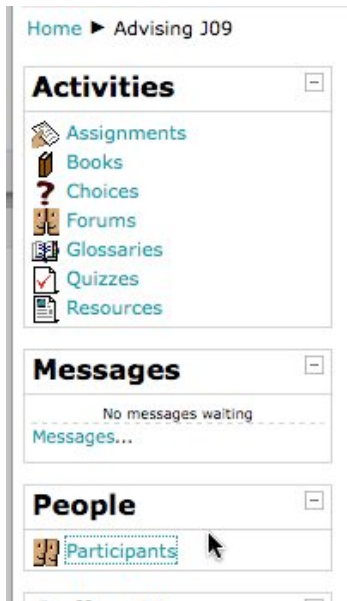 Home ► Advising J09
Activities
Assignments
Books
Choices
Forums
Glossaries
Quizzes
Resources
Messages
No messages waiting
Messages...
People
Participants